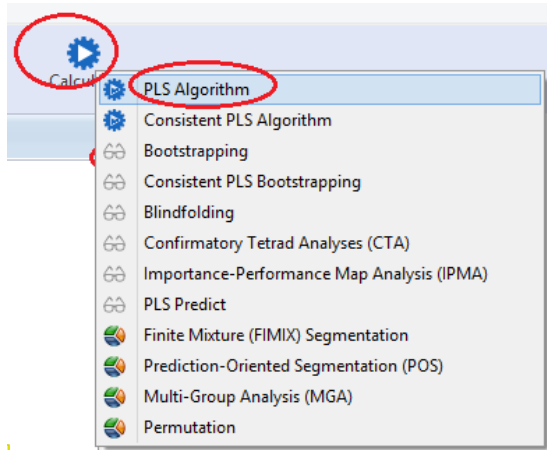 PLS Algorithm
Consistent PLS Algorithm
Bootstrapping
Consistent PLS Bootstrapping
Blindfolding
Confirmatory Tetrad Analyses (CTA)
Importance-Performance Map Analysis (IPMA)
PLS Predict
Finite Mixture (FIMIX) Segmentation
Prediction-Oriented Segmentation (POS)
Multi-Group Analysis (MGA)
Permutation